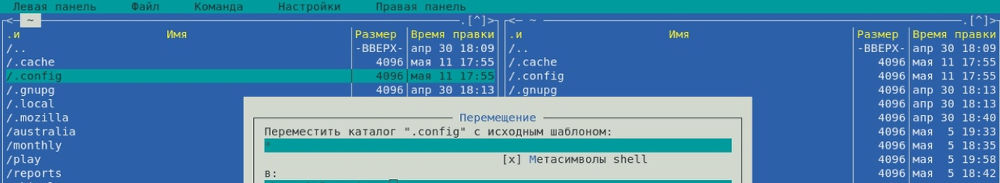 Левая панель Файл Команда Настройки Правая панель
<─ ~ .[^]> <─ ~ .[^]>
.и Имя Размер Время правки .и Имя Размер Время правки
/.. -ВВЕРХ- апр 30 18:09 /.. -ВВЕРХ- апр 30 18:09
/.cache 4096 мая 11 17:55 /.cache 4096 мая 11 17:55
/.config 4096 мая 11 17:55 /.config 4096 мая 11 17:55
/.gnupg 4096 апр 30 18:13 /.gnupg 4096 апр 30 18:13
/.local 4096 апр 30 18:13
/.mozilla Перемещение 4096 апр 30 18:40
/australia Переместить каталог ".config" с исходным шаблоном: 4096 мая 5 19:33
/monthly * 4096 мая 5 18:35
/play [x] Метасимволы shell 4096 мая 5 19:58
/reports в: 4096 мая 5 18:42